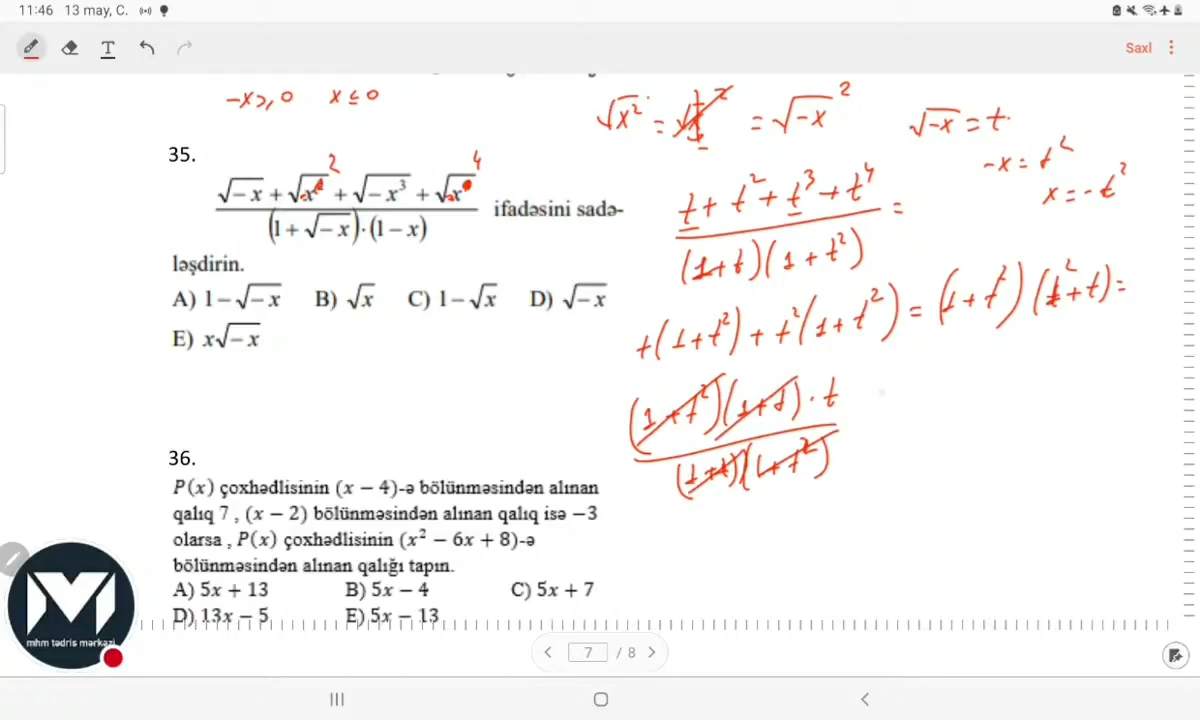 11:46 13 may, C.
T
Saxl
-x ≥ 0 x ≤ 0
√x² = = √-x ² √-x = t
-x = t²
x = -t²
35.
√-x + √x² + √-x³ + √x⁴
(1 + √-x)·(1 - x)
ifadəsini sadə-
ləşdirin.
A) 1 - √-x B) √x C) 1 - √x D) √-x
E) x√-x
t + t² + t³ + t⁴ =
(1+t)(1+t²)
t(1+t²) + t²(1+t²) = (1+t²)(t²+t) =
(1+t²)(1+t)·t
(1+t)(1+t²)
36.
P(x) çoxhədlisinin (x − 4)-ə bölünməsindən alınan
qalıq 7 , (x − 2) bölünməsindən alınan qalıq isə −3
olarsa , P(x) çoxhədlisinin (x² − 6x + 8)-ə
bölünməsindən alınan qalığı tapın.
A) 5x + 13 B) 5x − 4 C) 5x + 7
D) 13x − 5 E) 5x − 13
mhm tədris mərkəzi
7 / 8